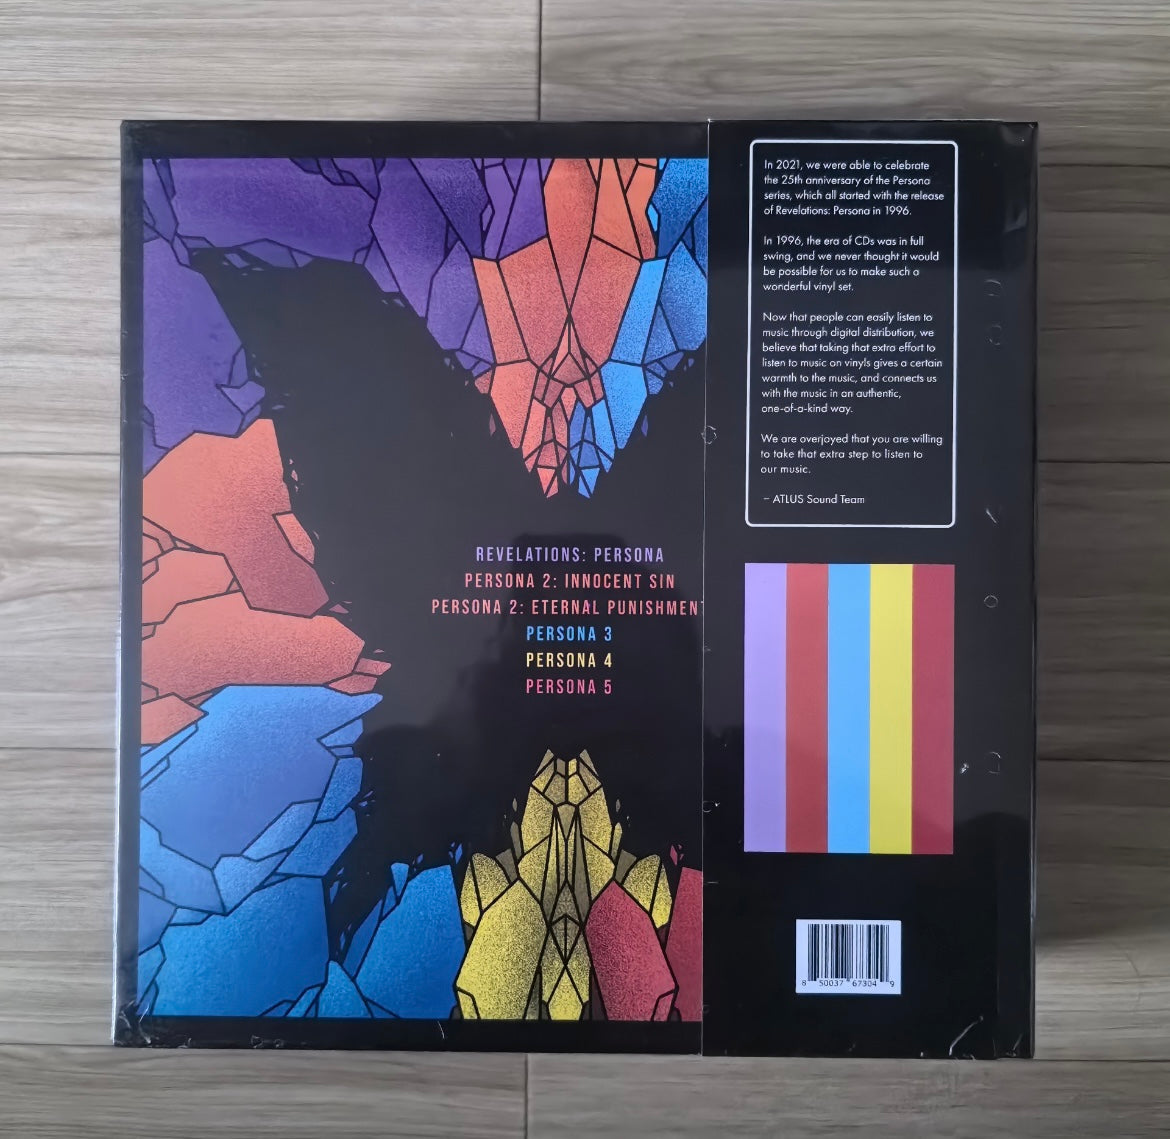 REVELATIONS: PERSONA
PERSONA 2: INNOCENT SIN
PERSONA 2: ETERNAL PUNISHMEN
PERSONA 3
PERSONA 4
PERSONA 5
In 2021, we were able to celebrate
the 25th anniversary of the Persona
series, which all started with the release
of Revelations: Persona in 1996.
In 1996, the era of CDs was in full
swing, and we never thought it would
be possible for us to make such a
wonderful vinyl set.
Now that people can easily listen to
music through digital distribution, we
believe that taking that extra effort to
listen to music on vinyls gives a certain
warmth to the music, and connects us
with the music in an authentic,
one-of-a-kind way.
We are overjoyed that you are willing
to take that extra step to listen to
our music.
– ATLUS Sound Team
8 50037 67304 9